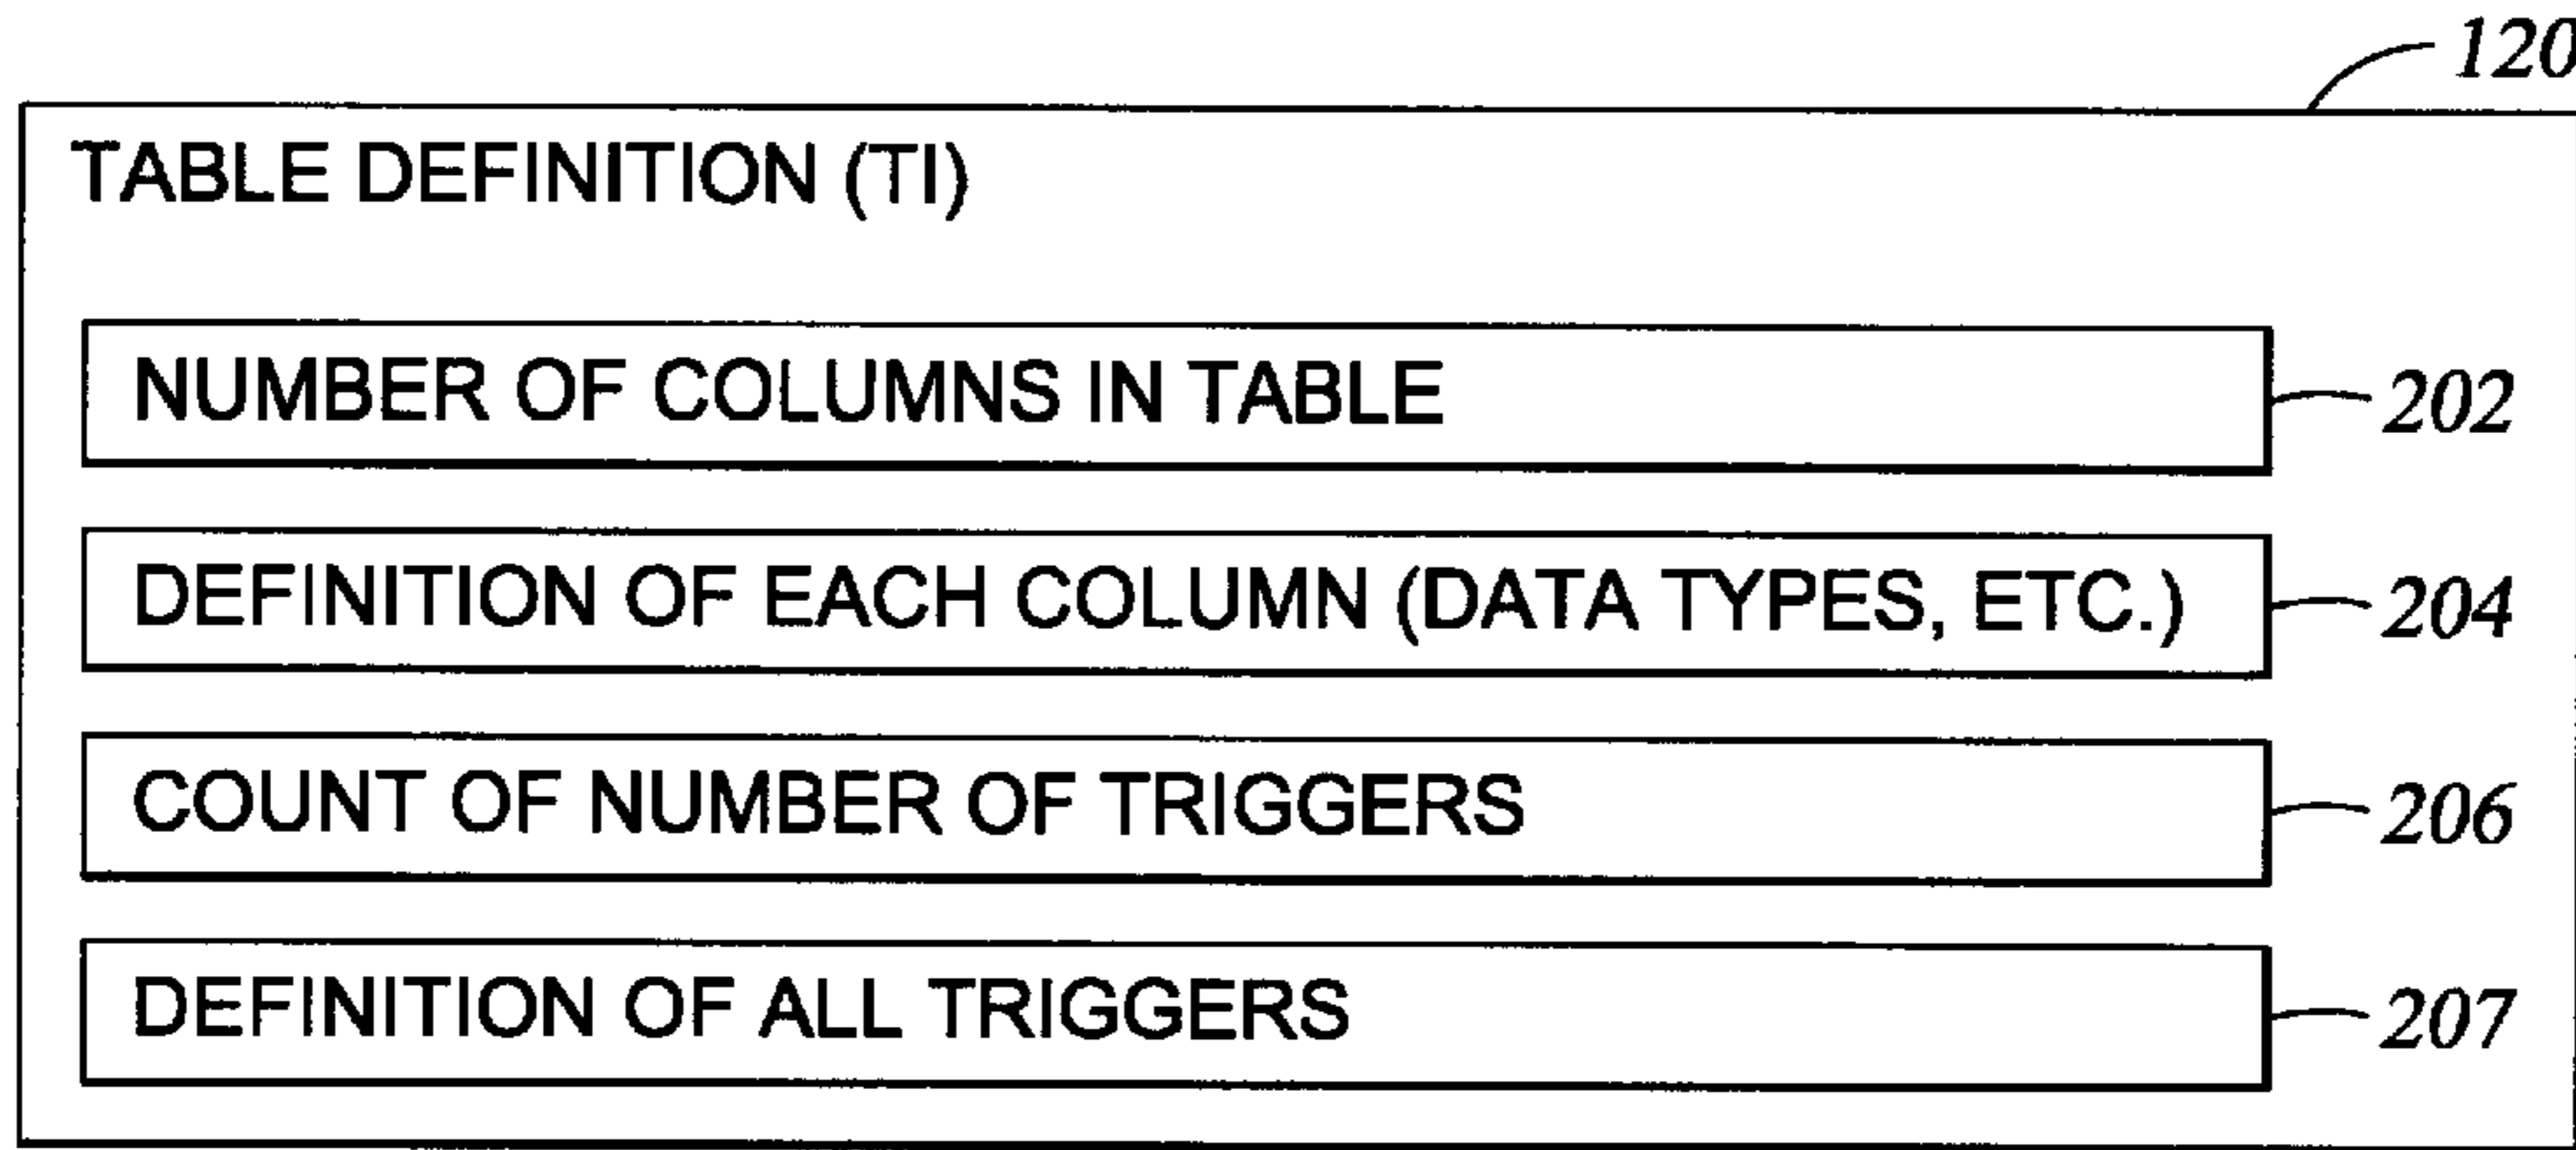 120
TABLE DEFINITION (TI)
NUMBER OF COLUMNS IN TABLE 202
DEFINITION OF EACH COLUMN (DATA TYPES, ETC.) 204
COUNT OF NUMBER OF TRIGGERS 206
DEFINITION OF ALL TRIGGERS 207